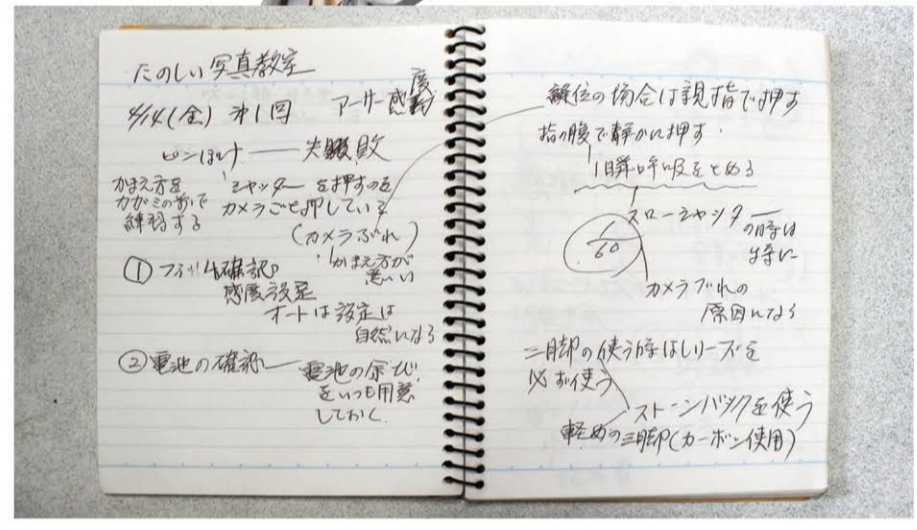 たのしい写真教室
4/14(金) 第1回 アーサー感度
ピンぼけ — 失敗
かまえ方を
カガミの前で
練習する
シャッターを押すのを
カメラごと押している
(カメラぶれ)
かまえ方が
悪い
① フィルム確認。
感度設定
オートは設定は
自然になる
② 電池の確認 —
電池の予び
をいつも用意
しておく
縦位の場合は親指で押す
指の腹で静かに押す.
1瞬呼吸をとめる
スローシャッター
の時は
特に
1/60
カメラブれの
原因になる
三脚の使う時はレリーズを
必ず使う
ストーンバックを使う
軽めの三脚(カーボン使用)